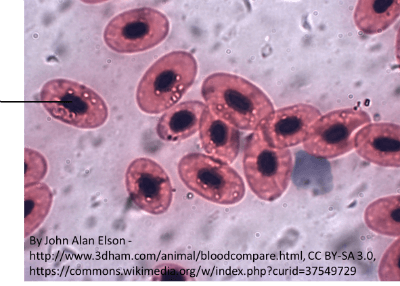 By John Alan Elson -
http://www.3dham.com/animal/bloodcompare.html, CC BY-SA 3.0,
https://commons.wikimedia.org/w/index.php?curid=37549729